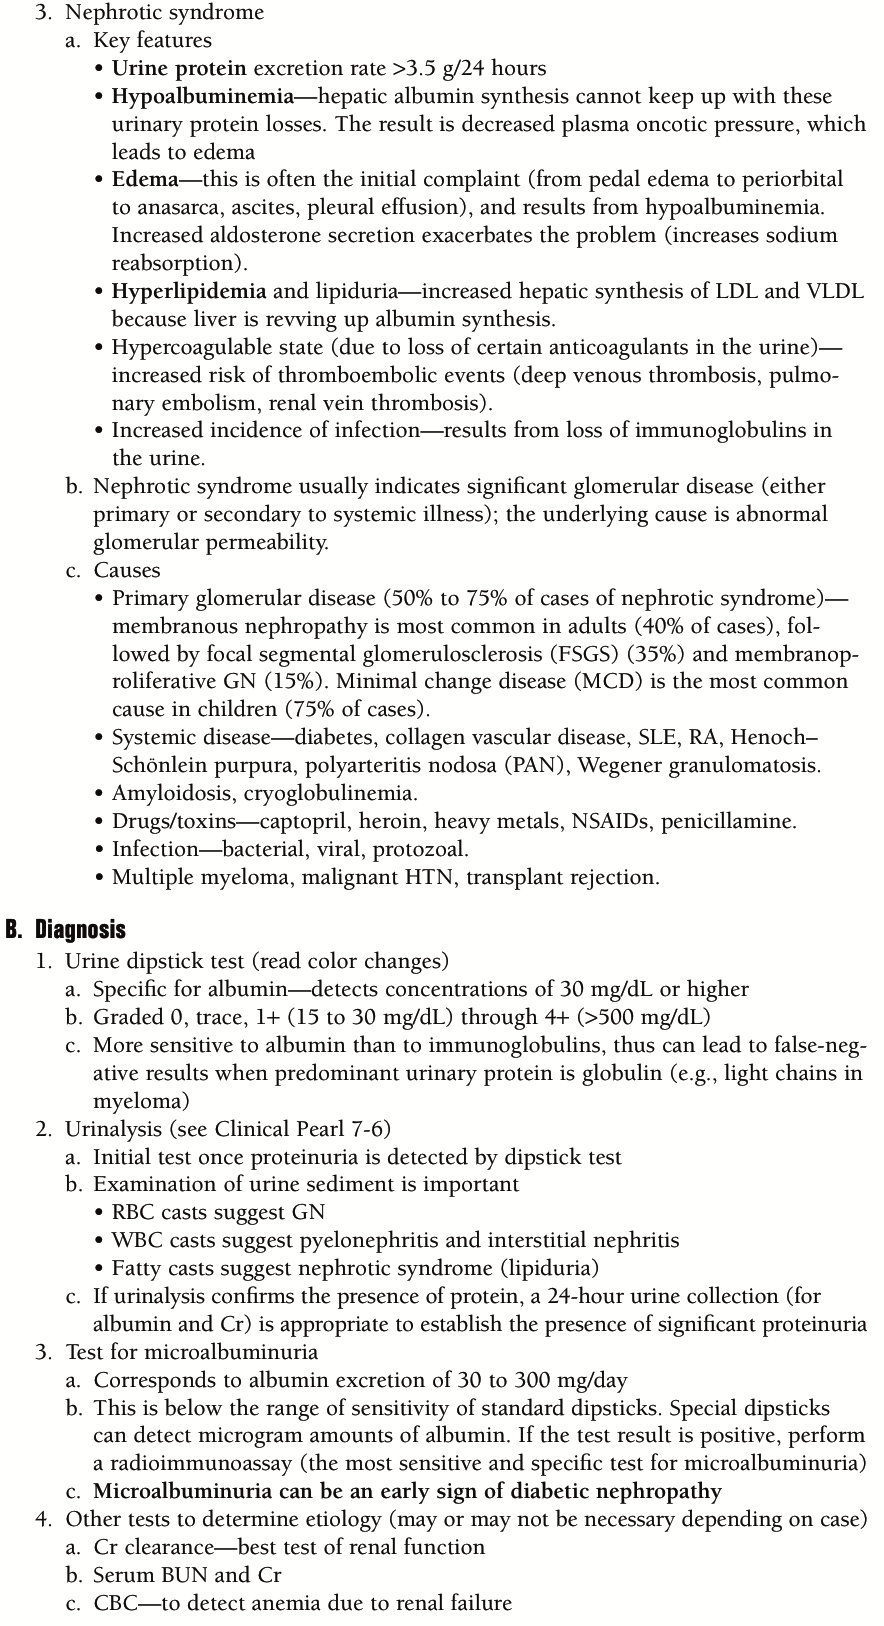 3. Nephrotic syndrome
a. Key features
• Urine protein excretion rate >3.5 g/24 hours
• Hypoalbuminemia—hepatic albumin synthesis cannot keep up with these
urinary protein losses. The result is decreased plasma oncotic pressure, which
leads to edema
• Edema—this is often the initial complaint (from pedal edema to periorbital
to anasarca, ascites, pleural effusion), and results from hypoalbuminemia.
Increased aldosterone secretion exacerbates the problem (increases sodium
reabsorption).
• Hyperlipidemia and lipiduria—increased hepatic synthesis of LDL and VLDL
because liver is revving up albumin synthesis.
• Hypercoagulable state (due to loss of certain anticoagulants in the urine)—
increased risk of thromboembolic events (deep venous thrombosis, pulmo-
nary embolism, renal vein thrombosis).
• Increased incidence of infection—results from loss of immunoglobulins in
the urine.
b. Nephrotic syndrome usually indicates significant glomerular disease (either
primary or secondary to systemic illness); the underlying cause is abnormal
glomerular permeability.
c. Causes
• Primary glomerular disease (50% to 75% of cases of nephrotic syndrome)—
membranous nephropathy is most common in adults (40% of cases), fol-
lowed by focal segmental glomerulosclerosis (FSGS) (35%) and membranop-
roliferative GN (15%). Minimal change disease (MCD) is the most common
cause in children (75% of cases).
• Systemic disease—diabetes, collagen vascular disease, SLE, RA, Henoch–
Schönlein purpura, polyarteritis nodosa (PAN), Wegener granulomatosis.
• Amyloidosis, cryoglobulinemia.
• Drugs/toxins—captopril, heroin, heavy metals, NSAIDs, penicillamine.
• Infection—bacterial, viral, protozoal.
• Multiple myeloma, malignant HTN, transplant rejection.
B. Diagnosis
1. Urine dipstick test (read color changes)
a. Specific for albumin—detects concentrations of 30 mg/dL or higher
b. Graded 0, trace, 1+ (15 to 30 mg/dL) through 4+ (>500 mg/dL)
c. More sensitive to albumin than to immunoglobulins, thus can lead to false-neg-
ative results when predominant urinary protein is globulin (e.g., light chains in
myeloma)
2. Urinalysis (see Clinical Pearl 7-6)
a. Initial test once proteinuria is detected by dipstick test
b. Examination of urine sediment is important
• RBC casts suggest GN
• WBC casts suggest pyelonephritis and interstitial nephritis
• Fatty casts suggest nephrotic syndrome (lipiduria)
c. If urinalysis confirms the presence of protein, a 24-hour urine collection (for
albumin and Cr) is appropriate to establish the presence of significant proteinuria
3. Test for microalbuminuria
a. Corresponds to albumin excretion of 30 to 300 mg/day
b. This is below the range of sensitivity of standard dipsticks. Special dipsticks
can detect microgram amounts of albumin. If the test result is positive, perform
a radioimmunoassay (the most sensitive and specific test for microalbuminuria)
c. Microalbuminuria can be an early sign of diabetic nephropathy
4. Other tests to determine etiology (may or may not be necessary depending on case)
a. Cr clearance—best test of renal function
b. Serum BUN and Cr
c. CBC—to detect anemia due to renal failure